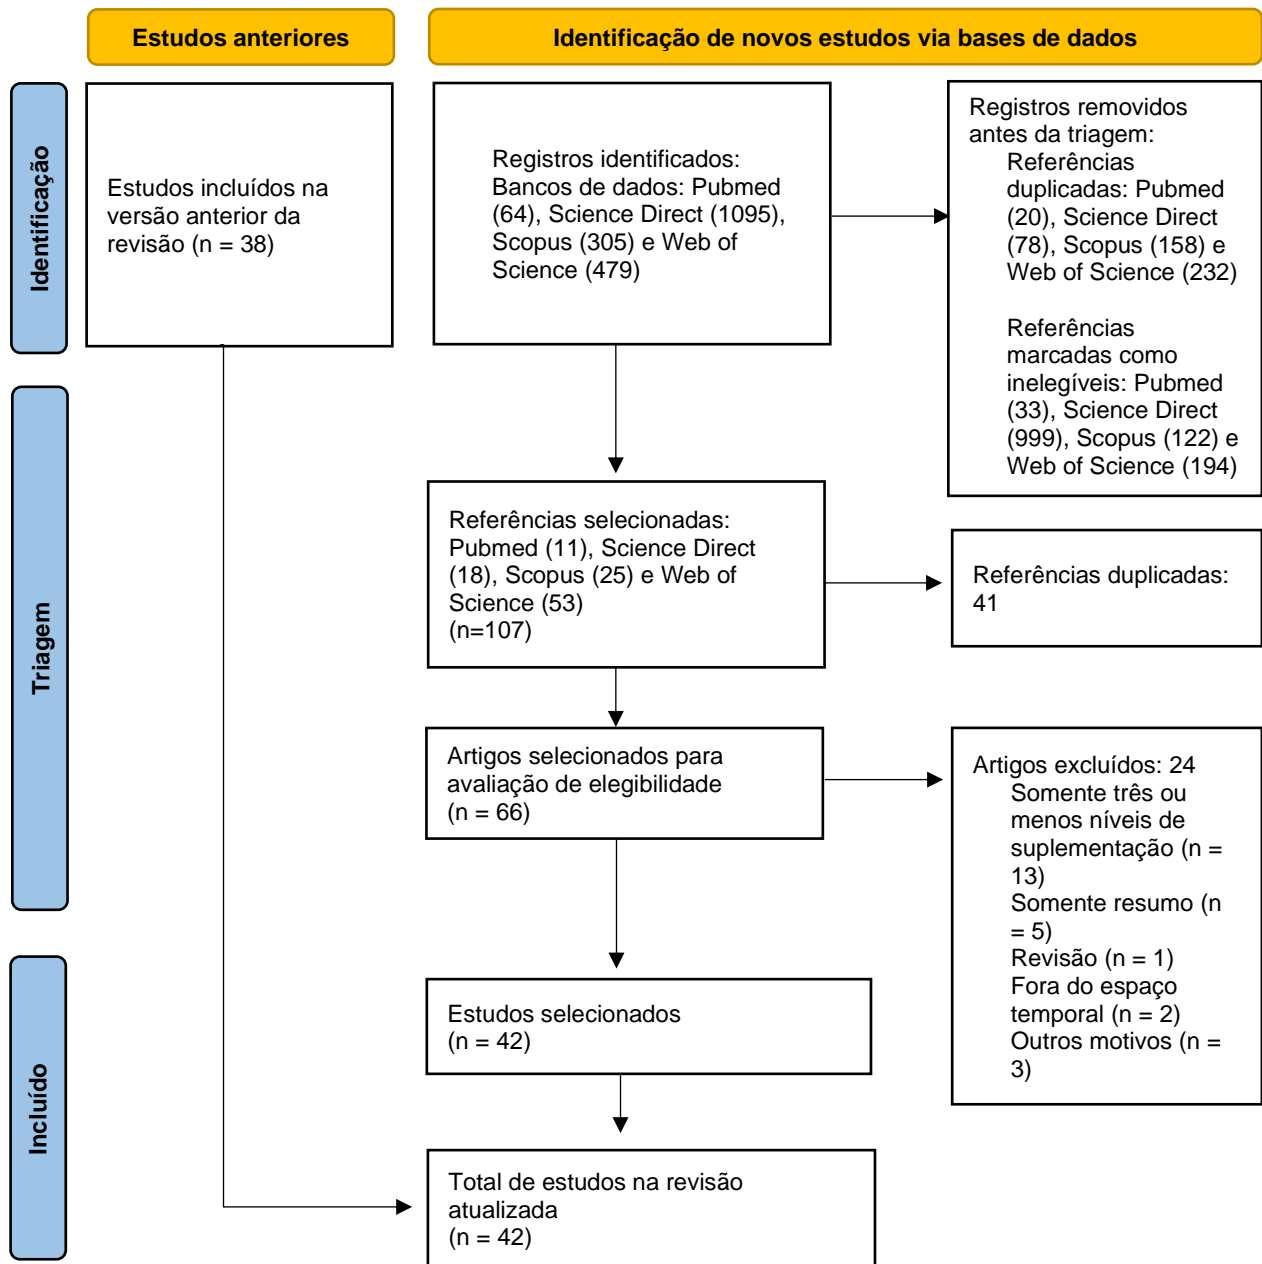 Estudos anteriores
Identificação de novos estudos via bases de dados
Identificação
Estudos incluídos na
versão anterior da
revisão (n = 38)
Registros identificados:
Bancos de dados: Pubmed
(64), Science Direct (1095),
Scopus (305) e Web of
Science (479)
Registros removidos
antes da triagem:
Referências
duplicadas: Pubmed
(20), Science Direct
(78), Scopus (158) e
Web of Science (232)
Referências
marcadas como
inelegíveis: Pubmed
(33), Science Direct
(999), Scopus (122) e
Web of Science (194)
Triagem
Referências selecionadas:
Pubmed (11), Science Direct
(18), Scopus (25) e Web of
Science (53)
(n=107)
Referências duplicadas:
41
Artigos selecionados para
avaliação de elegibilidade
(n = 66)
Artigos excluídos: 24
Somente três ou
menos níveis de
suplementação (n =
13)
Somente resumo (n
= 5)
Revisão (n = 1)
Fora do espaço
temporal (n = 2)
Outros motivos (n =
3)
Incluído
Estudos selecionados
(n = 42)
Total de estudos na revisão
atualizada
(n = 42)